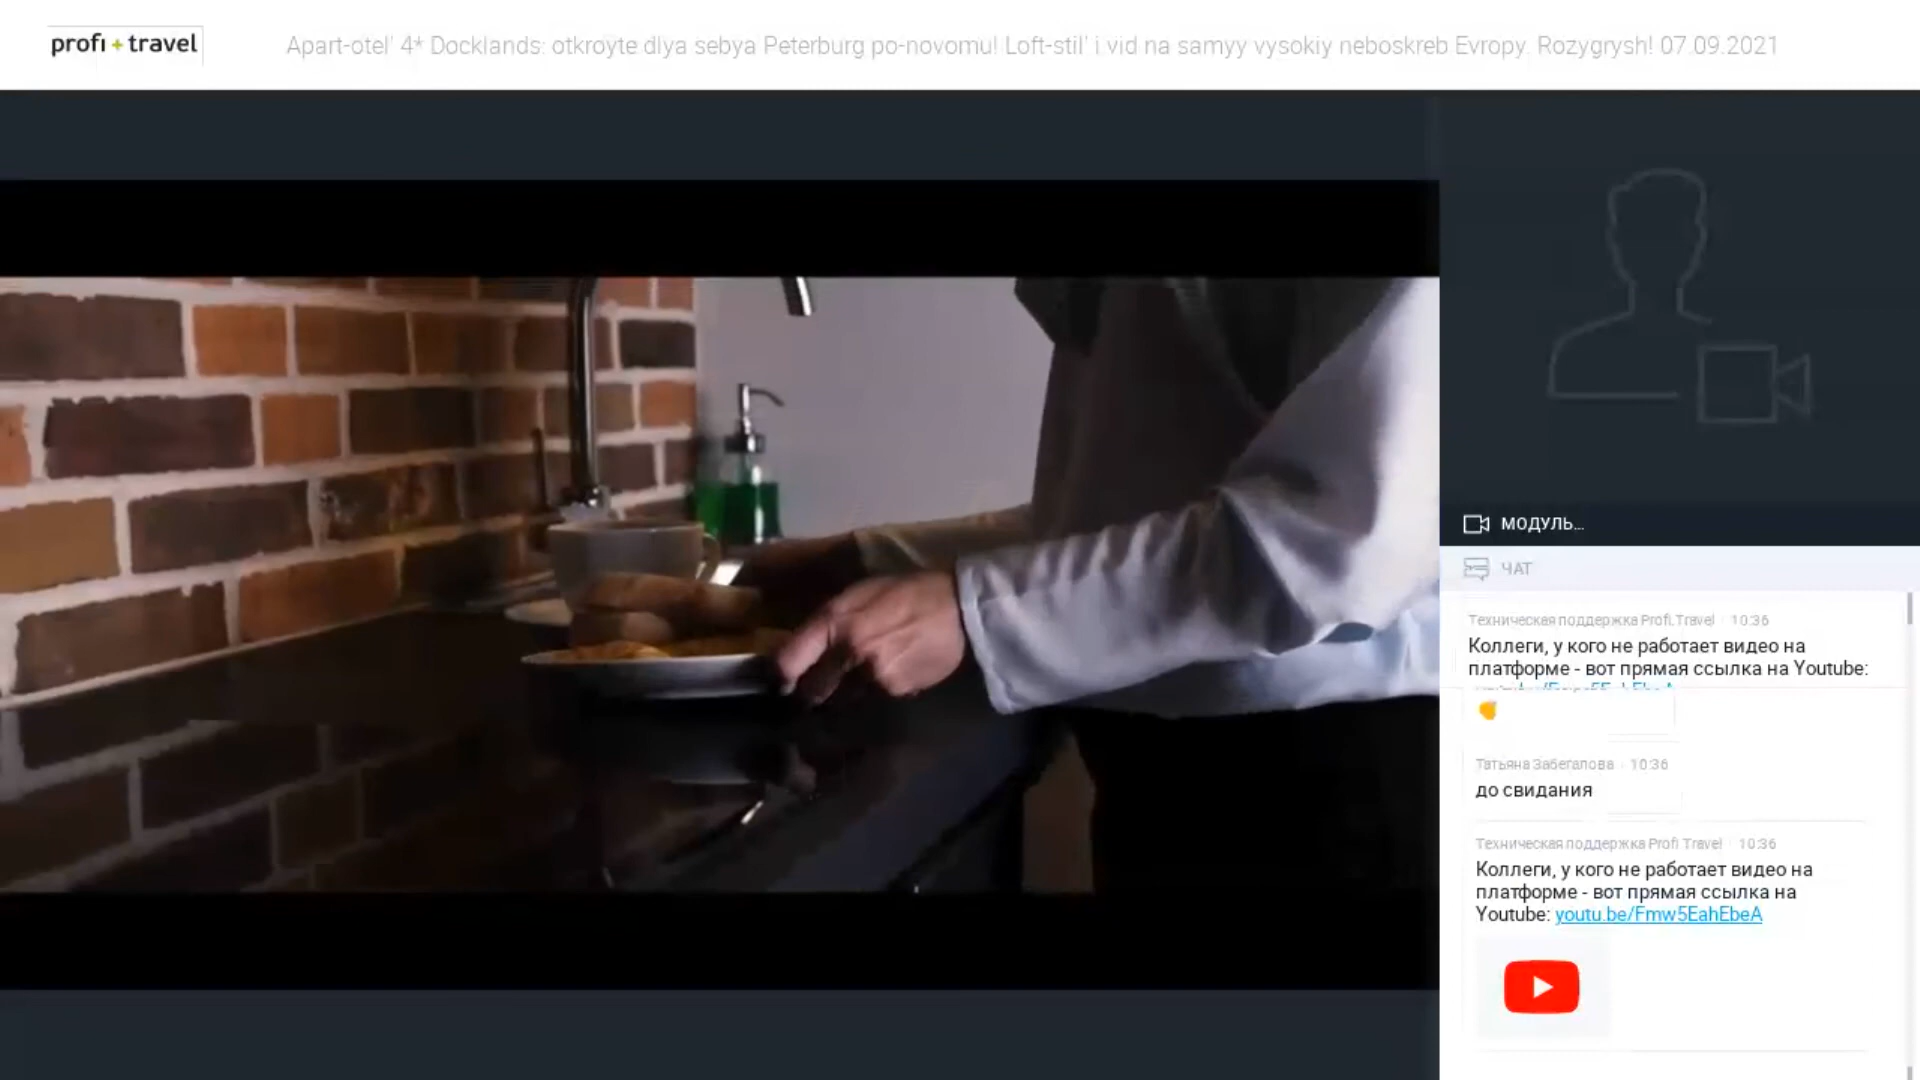 profi + travel
Apart-otel' 4* Docklands: otkroyte dlya sebya Peterburg po-novomu! Loft-stil' i vid na samyy vysokiy neboskreb Evropy. Rozygrysh! 07.09.2021
МОДУЛЬ...
ЧАТ
Техническая поддержка Profi.Travel · 10:36
Коллеги, у кого не работает видео на
платформе - вот прямая ссылка на Youtube:
Татьяна Забегалова · 10:36
до свидания
Техническая поддержка Profi.Travel · 10:36
Коллеги, у кого не работает видео на
платформе - вот прямая ссылка на
Youtube: youtu.be/Fmw5EahEbeA